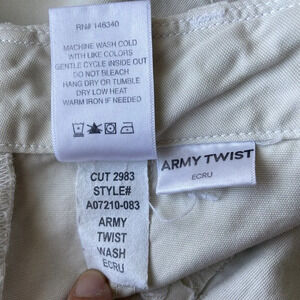 RN# 146340
MACHINE WASH COLD
WITH LIKE COLORS
GENTLE CYCLE INSIDE OUT
DO NOT BLEACH
HANG DRY OR TUMBLE
DRY LOW HEAT
WARM IRON IF NEEDED
ARMY TWIST
ECRU
CUT 2983
STYLE#
A07210-083
ARMY
TWIST
WASH
ECRU